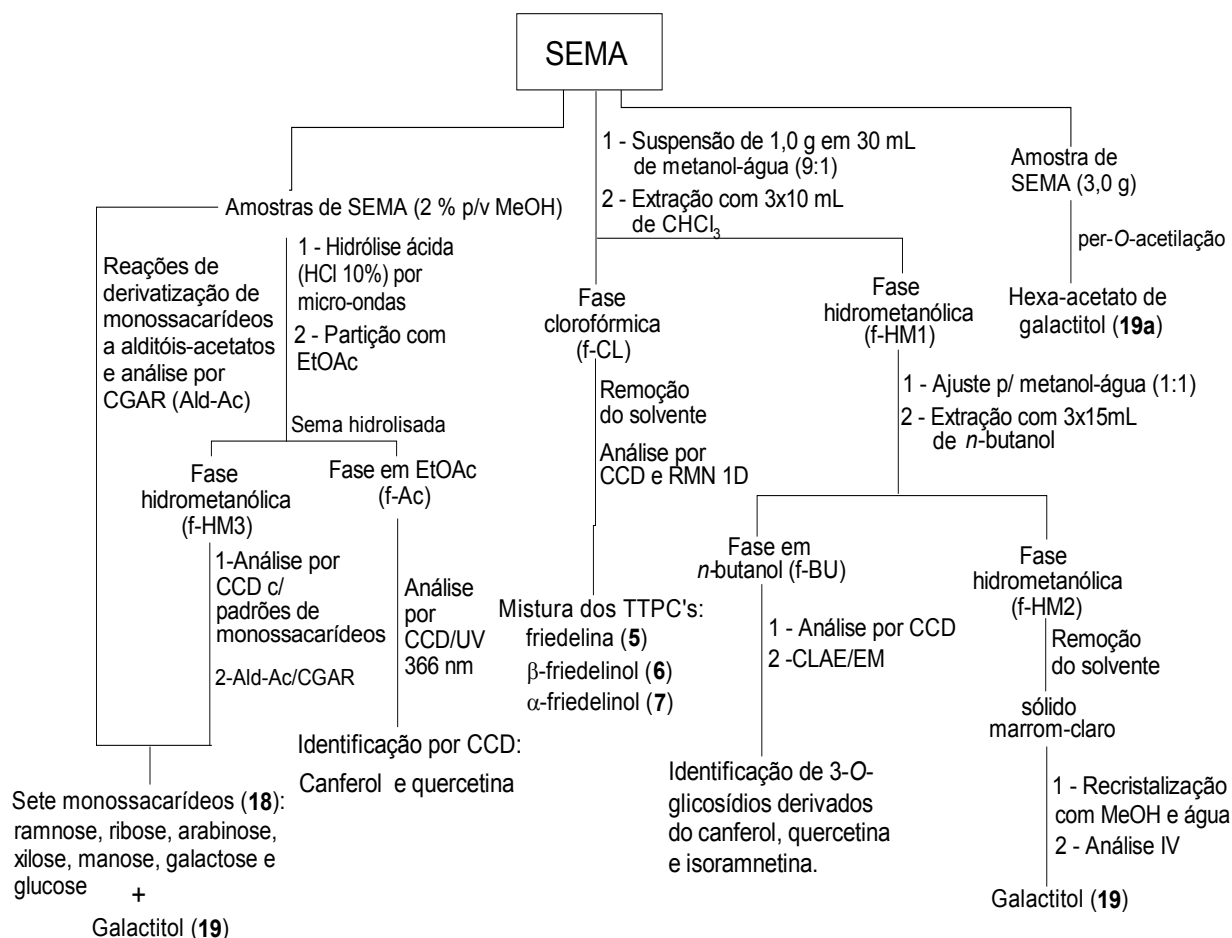 SEMA
1 - Suspensão de 1,0 g em 30 mL
de metanol-água (9:1)
2 - Extração com 3x10 mL
de CHCl₃
Amostra de
SEMA (3,0 g)
per-O-acetilação
Hexa-acetato de
galactitol (19a)
Amostras de SEMA (2 % p/v MeOH)
Reações de
derivatização de
monossacarídeos
a alditóis-acetatos
e análise por
CGAR (Ald-Ac)
1 - Hidrólise ácida
(HCl 10%) por
micro-ondas
2 - Partição com
EtOAc
Sema hidrolisada
Fase
hidrometanólica
(f-HM3)
Fase em EtOAc
(f-Ac)
1-Análise por
CCD c/
padrões de
monossacarídeos
2-Ald-Ac/CGAR
Análise
por
CCD/UV
366 nm
Identificação por CCD:
Canferol e quercetina
Sete monossacarídeos (18):
ramnose, ribose, arabinose,
xilose, manose, galactose e
glucose
+
Galactitol (19)
Fase
clorofórmica
(f-CL)
Remoção
do solvente
Análise por
CCD e RMN 1D
Mistura dos TTPC's:
friedelina (5)
β-friedelinol (6)
α-friedelinol (7)
Fase
hidrometanólica
(f-HM1)
1 - Ajuste p/ metanol-água (1:1)
2 - Extração com 3x15mL
de n-butanol
Fase em
n-butanol (f-BU)
1 - Análise por CCD
2 -CLAE/EM
Identificação de 3-O-
glicosídios derivados
do canferol, quercetina
e isoramnetina.
Fase
hidrometanólica
(f-HM2)
Remoção
do solvente
sólido
marrom-claro
1 - Recristalização
com MeOH e água
2 - Análise IV
Galactitol (19)